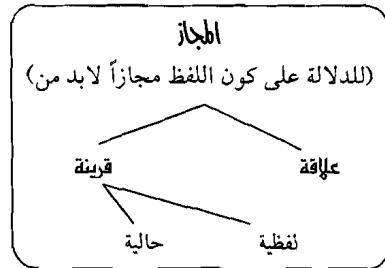 المجاز
(للدلالة على كون اللفظ مجازاً لابد من)
علاقة قرينة
لفظية حالية